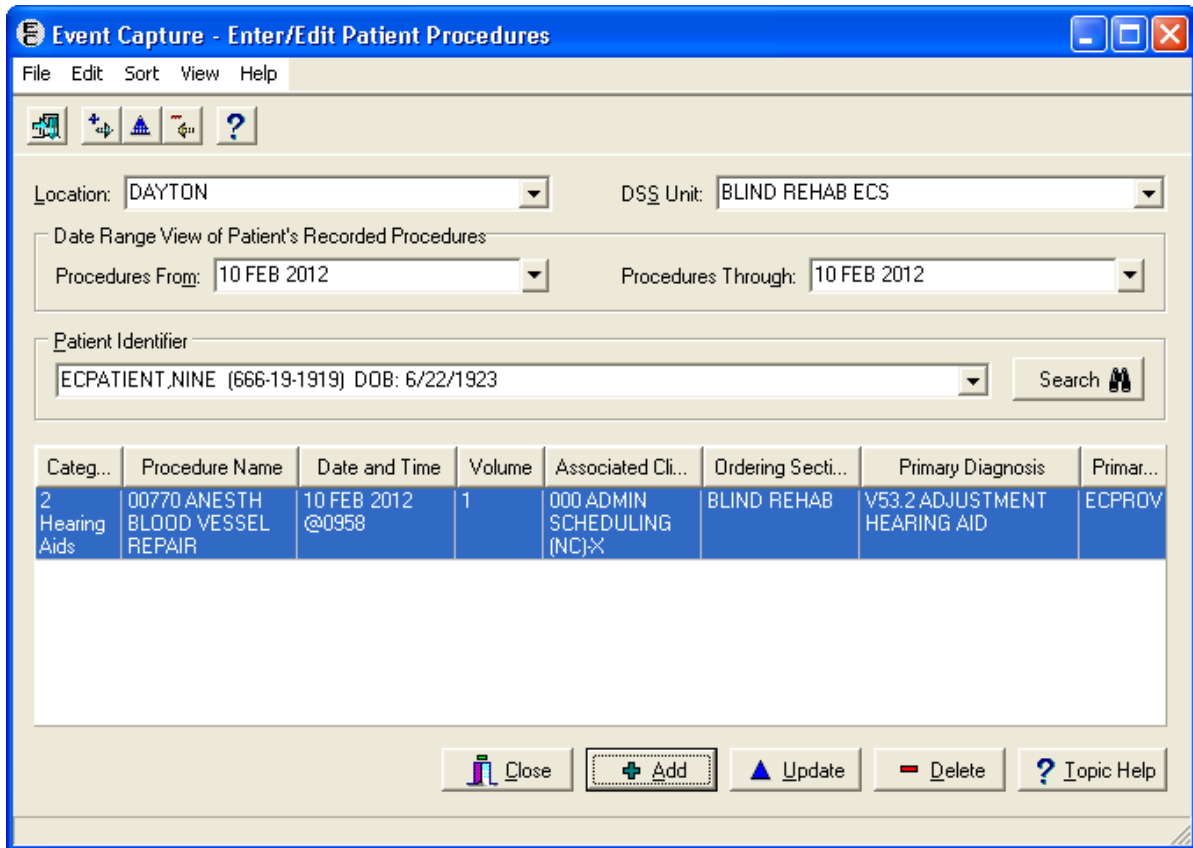 Event Capture - Enter/Edit Patient Procedures
File Edit Sort View Help
Location: DAYTON DSS Unit: BLIND REHAB ECS
Date Range View of Patient's Recorded Procedures
Procedures From: 10 FEB 2012 Procedures Through: 10 FEB 2012
Patient Identifier
ECPATIENT,NINE (666-19-1919) DOB: 6/22/1923 Search
Categ... Procedure Name Date and Time Volume Associated Cli... Ordering Secti... Primary Diagnosis Primar...
2 00770 ANESTH 10 FEB 2012 1 000 ADMIN BLIND REHAB V53.2 ADJUSTMENT ECPROV
Hearing BLOOD VESSEL @0958 SCHEDULING HEARING AID
Aids REPAIR (NC)-X
Close Add Update Delete ? Topic Help